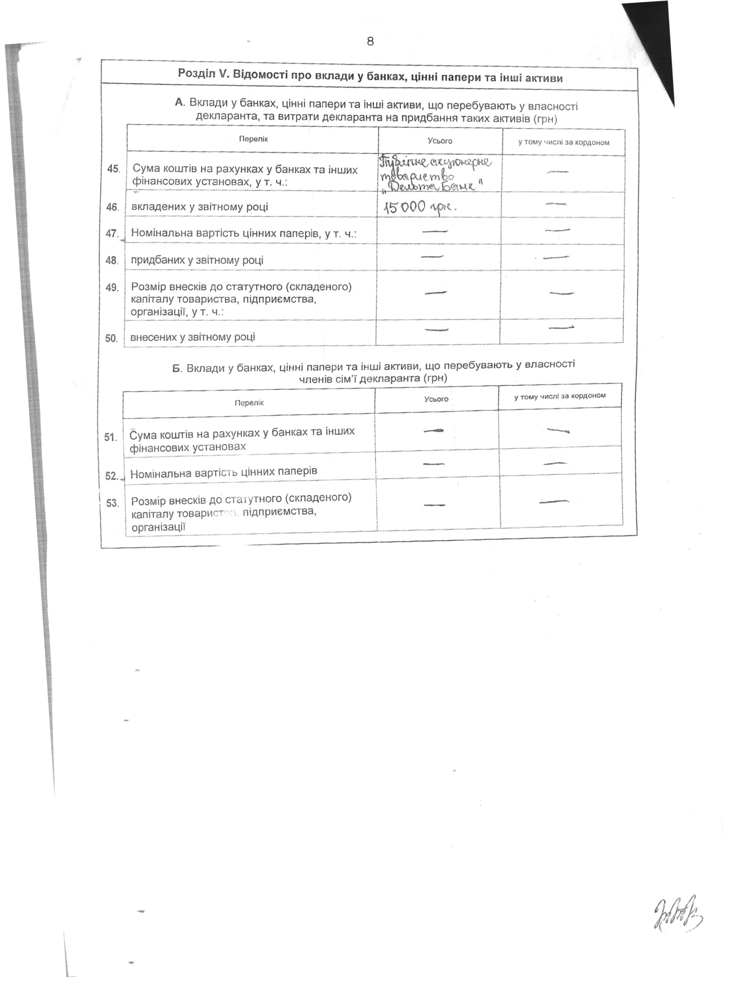 8
Розділ V. Відомості про вклади у банках, цінні папери та інші активи
А. Вклади у банках, цінні папери та інші активи, що перебувають у власності
декларанта, та витрати декларанта на придбання таких активів (грн)
Перелік Усього у тому числі за кордоном
45. Сума коштів на рахунках у банках та інших
фінансових установах, у т. ч.:
Публічне акціонерне
товариство
„Дельта Банк" —
46. вкладених у звітному році 15000 грн. —
47. Номінальна вартість цінних паперів, у т. ч.: — —
48. придбаних у звітному році — —
49. Розмір внесків до статутного (складеного)
капіталу товариства, підприємства,
організації, у т. ч.: — —
50. внесених у звітному році — —
Б. Вклади у банках, цінні папери та інші активи, що перебувають у власності
членів сім'ї декларанта (грн)
Перелік Усього у тому числі за кордоном
51. Сума коштів на рахунках у банках та інших
фінансових установах — —
52. Номінальна вартість цінних паперів — —
53. Розмір внесків до статутного (складеного)
капіталу товариства, підприємства,
організації — —